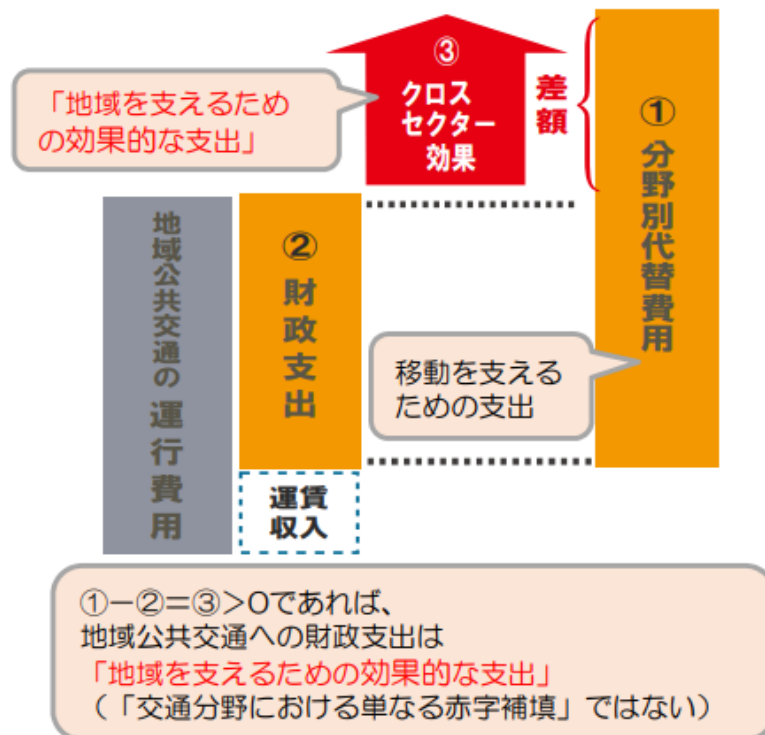 ③
クロス
セクター
効果
差
額
「地域を支えるため
の効果的な支出」
①分野別代替費用
地域公共交通の運行費用
②財政支出
移動を支える
ための支出
運賃
収入
①－②＝③＞0であれば、
地域公共交通への財政支出は
「地域を支えるための効果的な支出」
（「交通分野における単なる赤字補填」ではない）